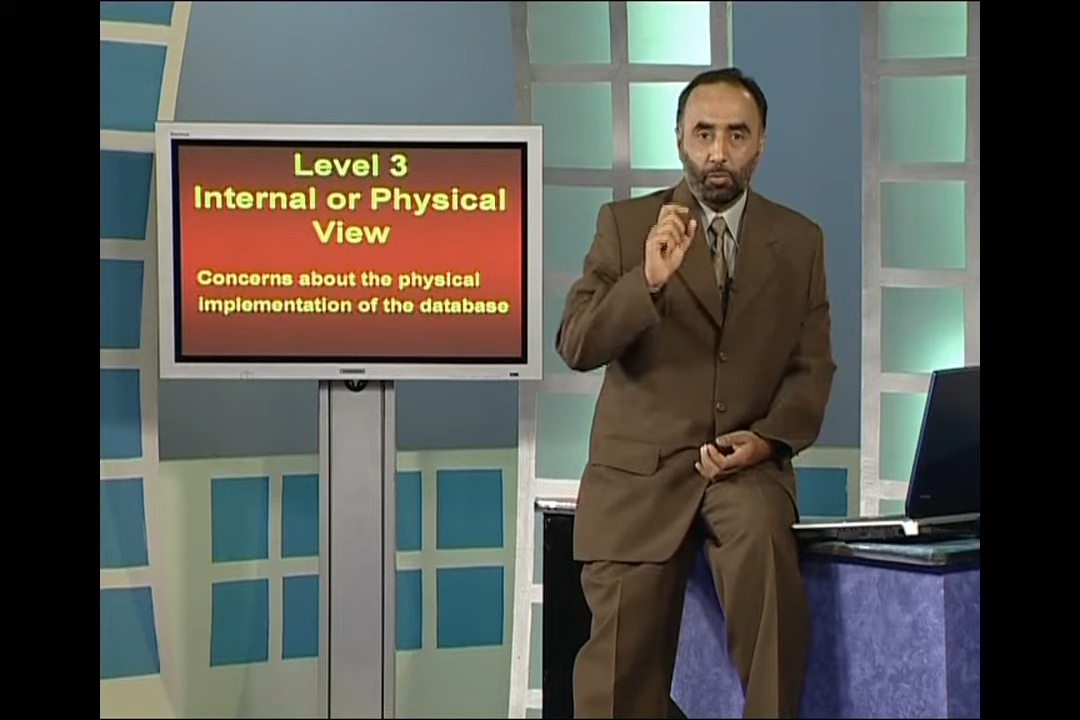 Level 3
Internal or Physical
View
Concerns about the physical
implementation of the database